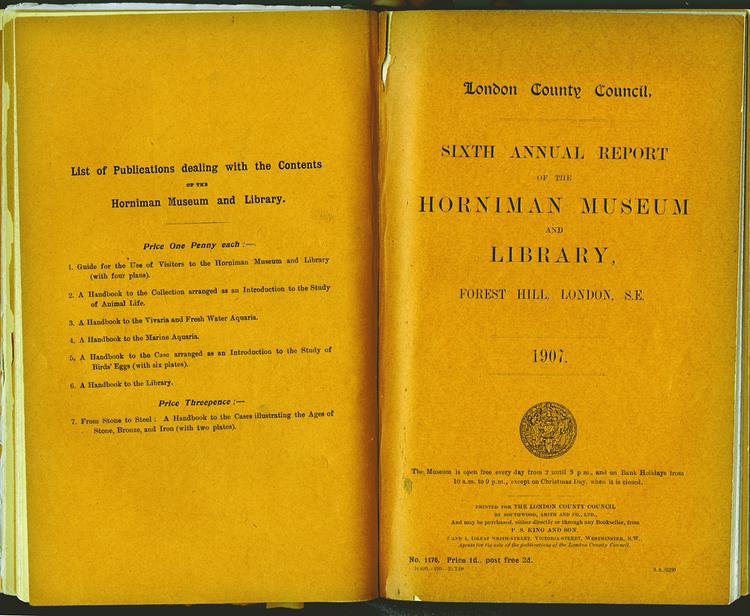 List of Publications dealing with the Contents
OF THE
Horniman Museum and Library.
Price One Penny each :—
1. Guide for the Use of Visitors to the Horniman Museum and Library
(with four plans).
2. A Handbook to the Collection arranged as an Introduction to the Study
of Animal Life.
3. A Handbook to the Vivaria and Fresh Water Aquaria.
4. A Handbook to the Marine Aquaria.
5. A Handbook to the Case arranged as an Introduction to the Study of
Birds' Eggs (with six plates).
6. A Handbook to the Library.
Price Threepence :—
7. From Stone to Steel : A Handbook to the Cases illustrating the Ages of
Stone, Bronze, and Iron (with two plates).
London County Council,
SIXTH ANNUAL REPORT
OF THE
HORNIMAN MUSEUM
AND
LIBRARY,
FOREST HILL, LONDON, S.E.
1907.
The Museum is open free every day from 2 until 9 p.m., and on Bank Holidays from
10 a.m. to 9 p.m., except on Christmas Day, when it is closed.
PRINTED FOR THE LONDON COUNTY COUNCIL
BY SOUTHWOOD, SMITH AND CO., LTD.,
And may be purchased, either directly or through any Bookseller, from
P. S. KING AND SON,
2 AND 4, GREAT SMITH-STREET, VICTORIA-STREET, WESTMINSTER, S.W.,
Agents for the sale of the publications of the London County Council.
No. 1176. Price 1d., post free 2d.